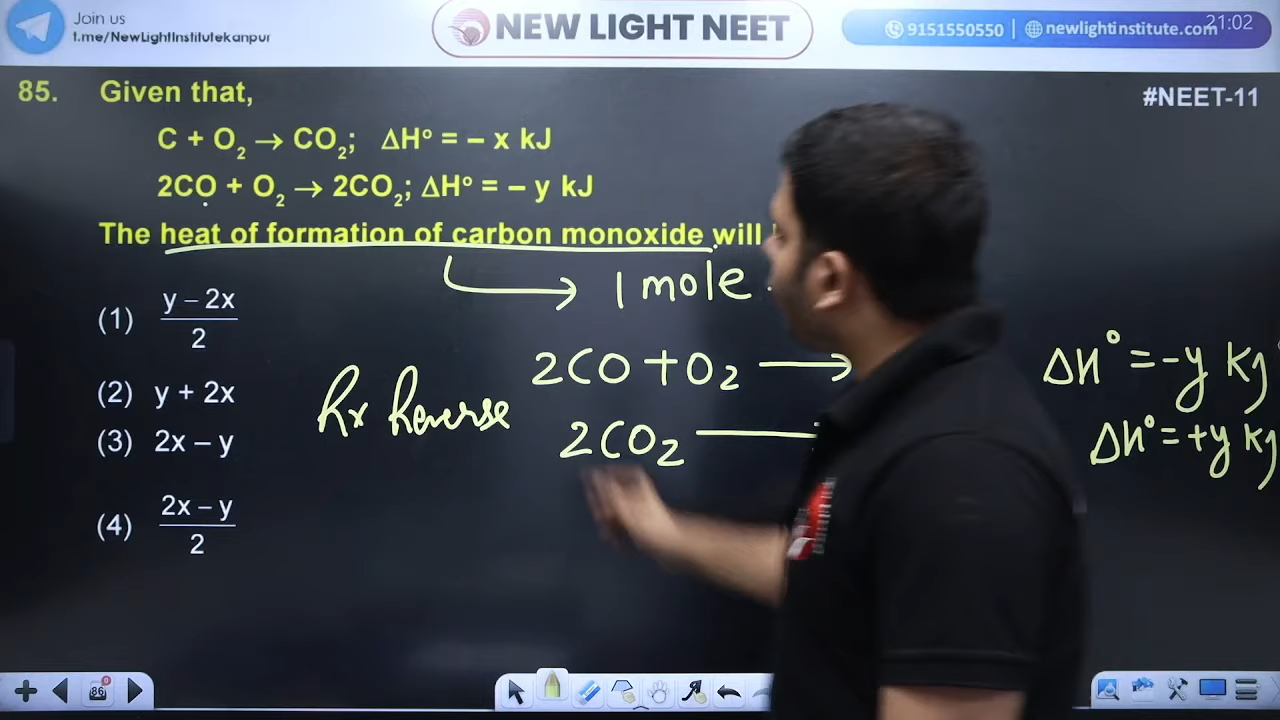 Join us
t.me/NewLightInstitutekanpur
NEW LIGHT NEET
9151550550 | newlightinstitute.com
21:02
85. Given that,
#NEET-11
C + O₂ → CO₂; ΔH° = – x kJ
2CO + O₂ → 2CO₂; ΔH° = – y kJ
The heat of formation of carbon monoxide will
1 mole
(1) y – 2x / 2
(2) y + 2x
(3) 2x – y
(4) 2x – y / 2
2CO + O₂ → ΔH° = -y kJ
Rx Reverse
2CO₂ ΔH° = +y kJ
86